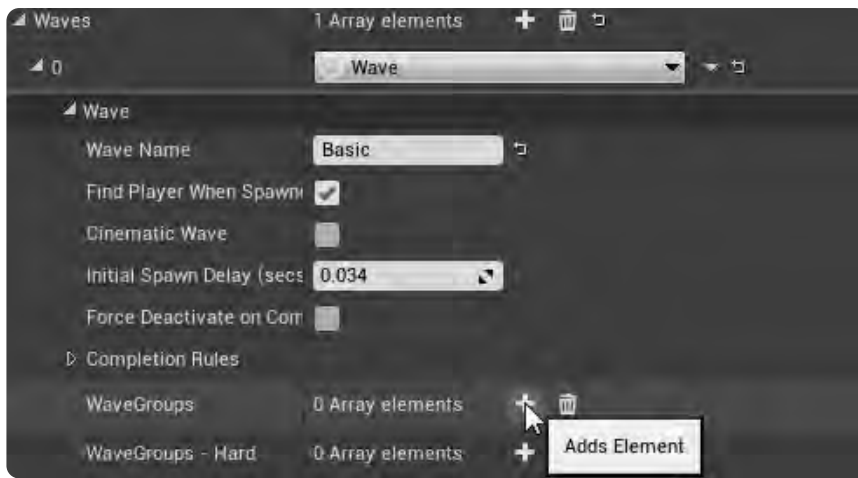 Waves 1 Array elements
0 Wave
Wave
Wave Name Basic
Find Player When Spawn
Cinematic Wave
Initial Spawn Delay (secs 0.034
Force Deactivate on Com
Completion Rules
WaveGroups 0 Array elements
WaveGroups - Hard 0 Array elements
Adds Element